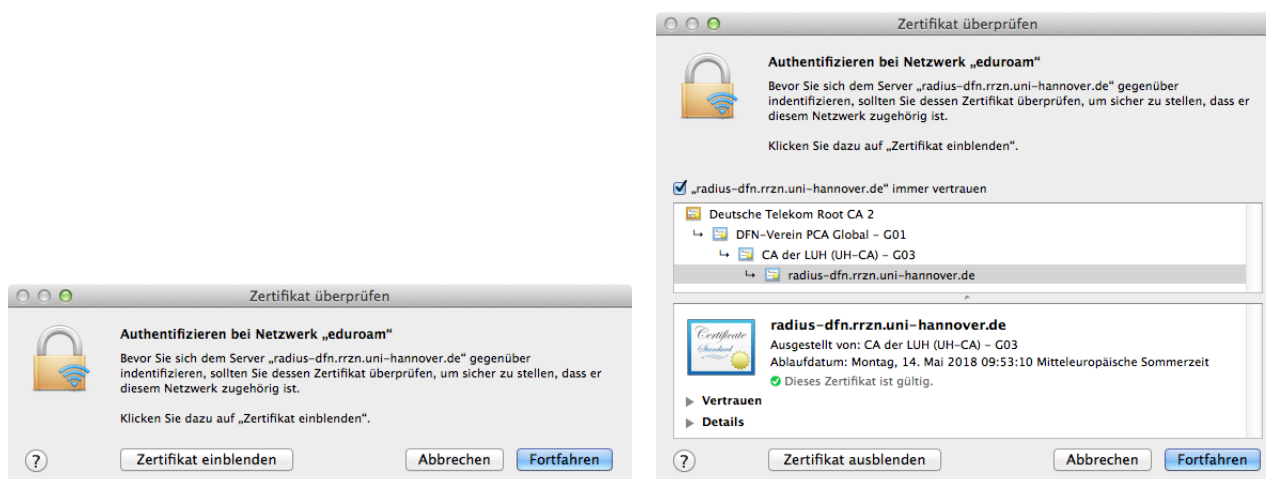 Zertifikat überprüfen
Authentifizieren bei Netzwerk „eduroam“
Bevor Sie sich dem Server „radius-dfn.rrzn.uni-hannover.de“ gegenüber
indentifizieren, sollten Sie dessen Zertifikat überprüfen, um sicher zu stellen, dass er
diesem Netzwerk zugehörig ist.
Klicken Sie dazu auf „Zertifikat einblenden“.
? Zertifikat einblenden Abbrechen Fortfahren
Zertifikat überprüfen
Authentifizieren bei Netzwerk „eduroam“
Bevor Sie sich dem Server „radius-dfn.rrzn.uni-hannover.de“ gegenüber
indentifizieren, sollten Sie dessen Zertifikat überprüfen, um sicher zu stellen, dass er
diesem Netzwerk zugehörig ist.
Klicken Sie dazu auf „Zertifikat einblenden“.
„radius-dfn.rrzn.uni-hannover.de“ immer vertrauen
Deutsche Telekom Root CA 2
DFN-Verein PCA Global – G01
CA der LUH (UH-CA) – G03
radius-dfn.rrzn.uni-hannover.de
Certificate
Standard
radius-dfn.rrzn.uni-hannover.de
Ausgestellt von: CA der LUH (UH-CA) – G03
Ablaufdatum: Montag, 14. Mai 2018 09:53:10 Mitteleuropäische Sommerzeit
Dieses Zertifikat ist gültig.
Vertrauen
Details
? Zertifikat ausblenden Abbrechen Fortfahren